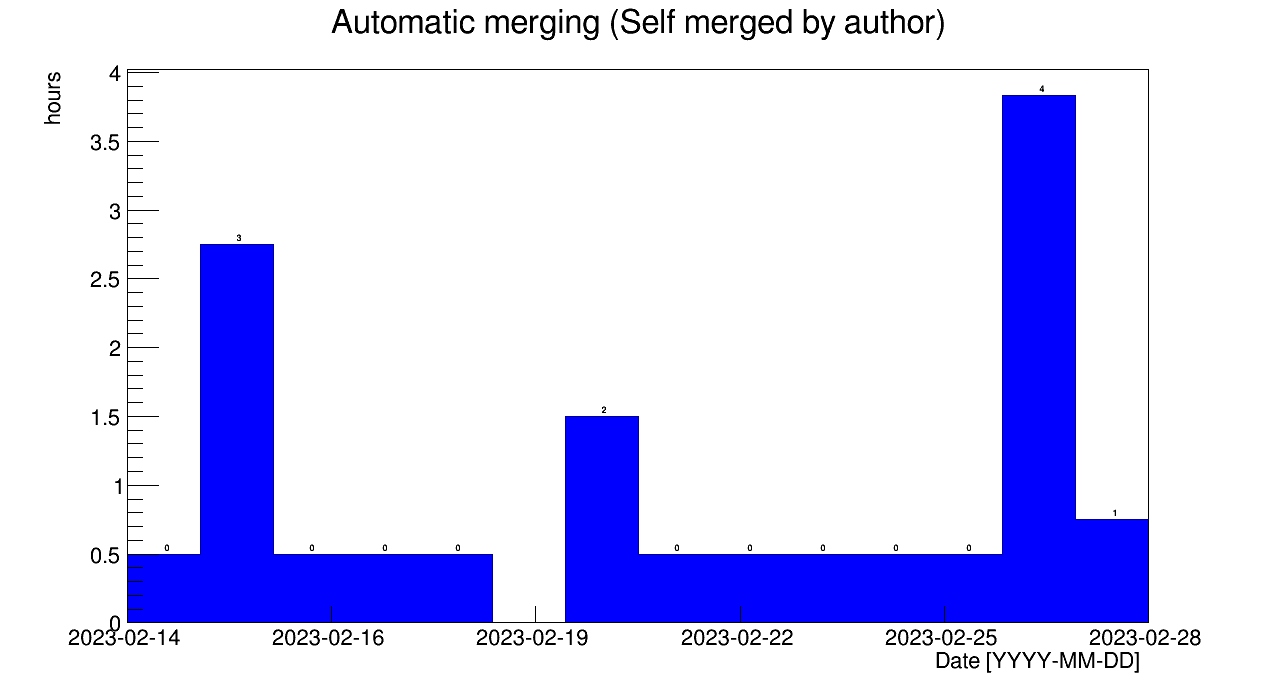 Automatic merging (Self merged by author)
hours
4
3.5
3
2.5
2
1.5
1
0.5
0
4
3
2
1
0 0 0 0 0 0 0 0 0
2023-02-14 2023-02-16 2023-02-19 2023-02-22 2023-02-25 2023-02-28
Date [YYYY-MM-DD]